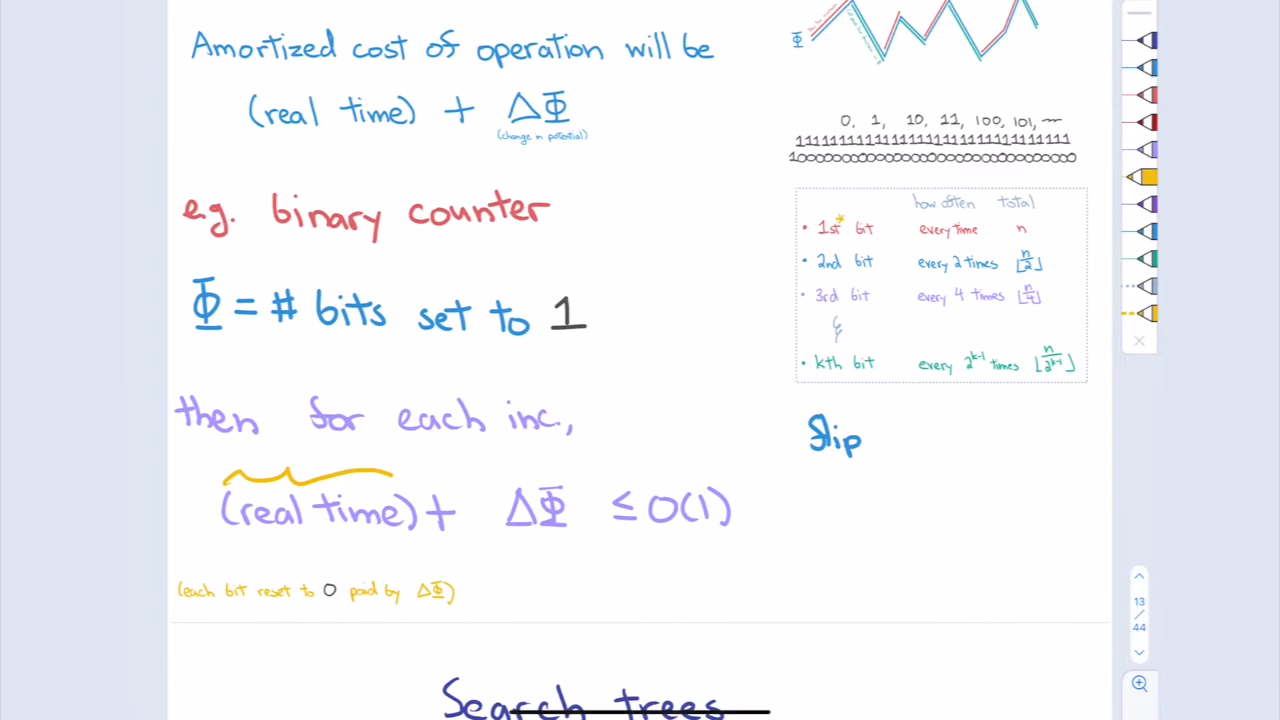 Amortized cost of operation will be
(real time) + ΔΦ
(change in potential)
e.g. binary counter
Φ = # bits set to 1
then for each inc.,
(real time) + ΔΦ ≤ O(1)
(each bit reset to 0 paid by ΔΦ)
Search trees
Φ
0, 1, 10, 11, 100, 101, —
1111111111111111111111111111
1000000000000000000000000000
how often total
• 1st* bit every time n
• 2nd bit every 2 times ⌊n/2⌋
• 3rd bit every 4 times ⌊n/4⌋
• kth bit every 2^(k-1) times ⌊n/2^(k-1)⌋
flip
13
/
44